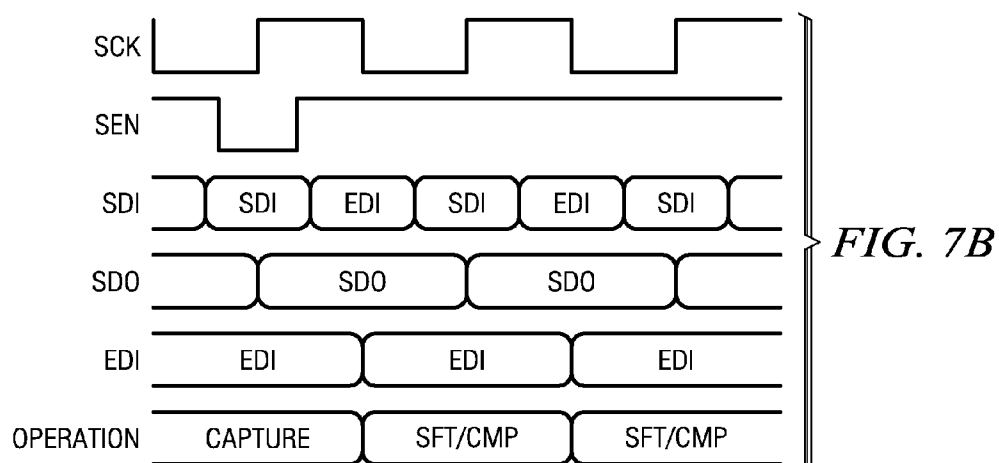 SCK
SEN
SDI SDI EDI SDI EDI SDI
SDO SDO SDO
EDI EDI EDI EDI
OPERATION CAPTURE SFT/CMP SFT/CMP
FIG. 7B